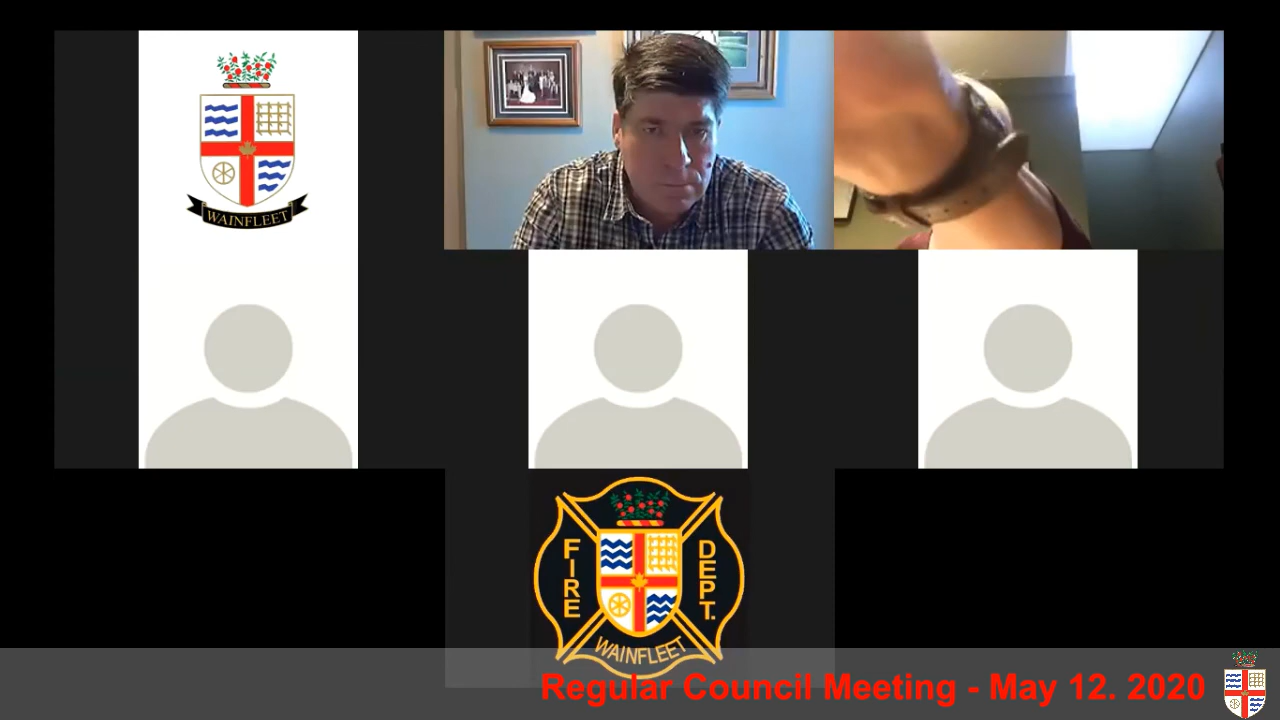 WAINFLEET
FIRE
DEPT.
WAINFLEET
Regular Council Meeting - May 12. 2020